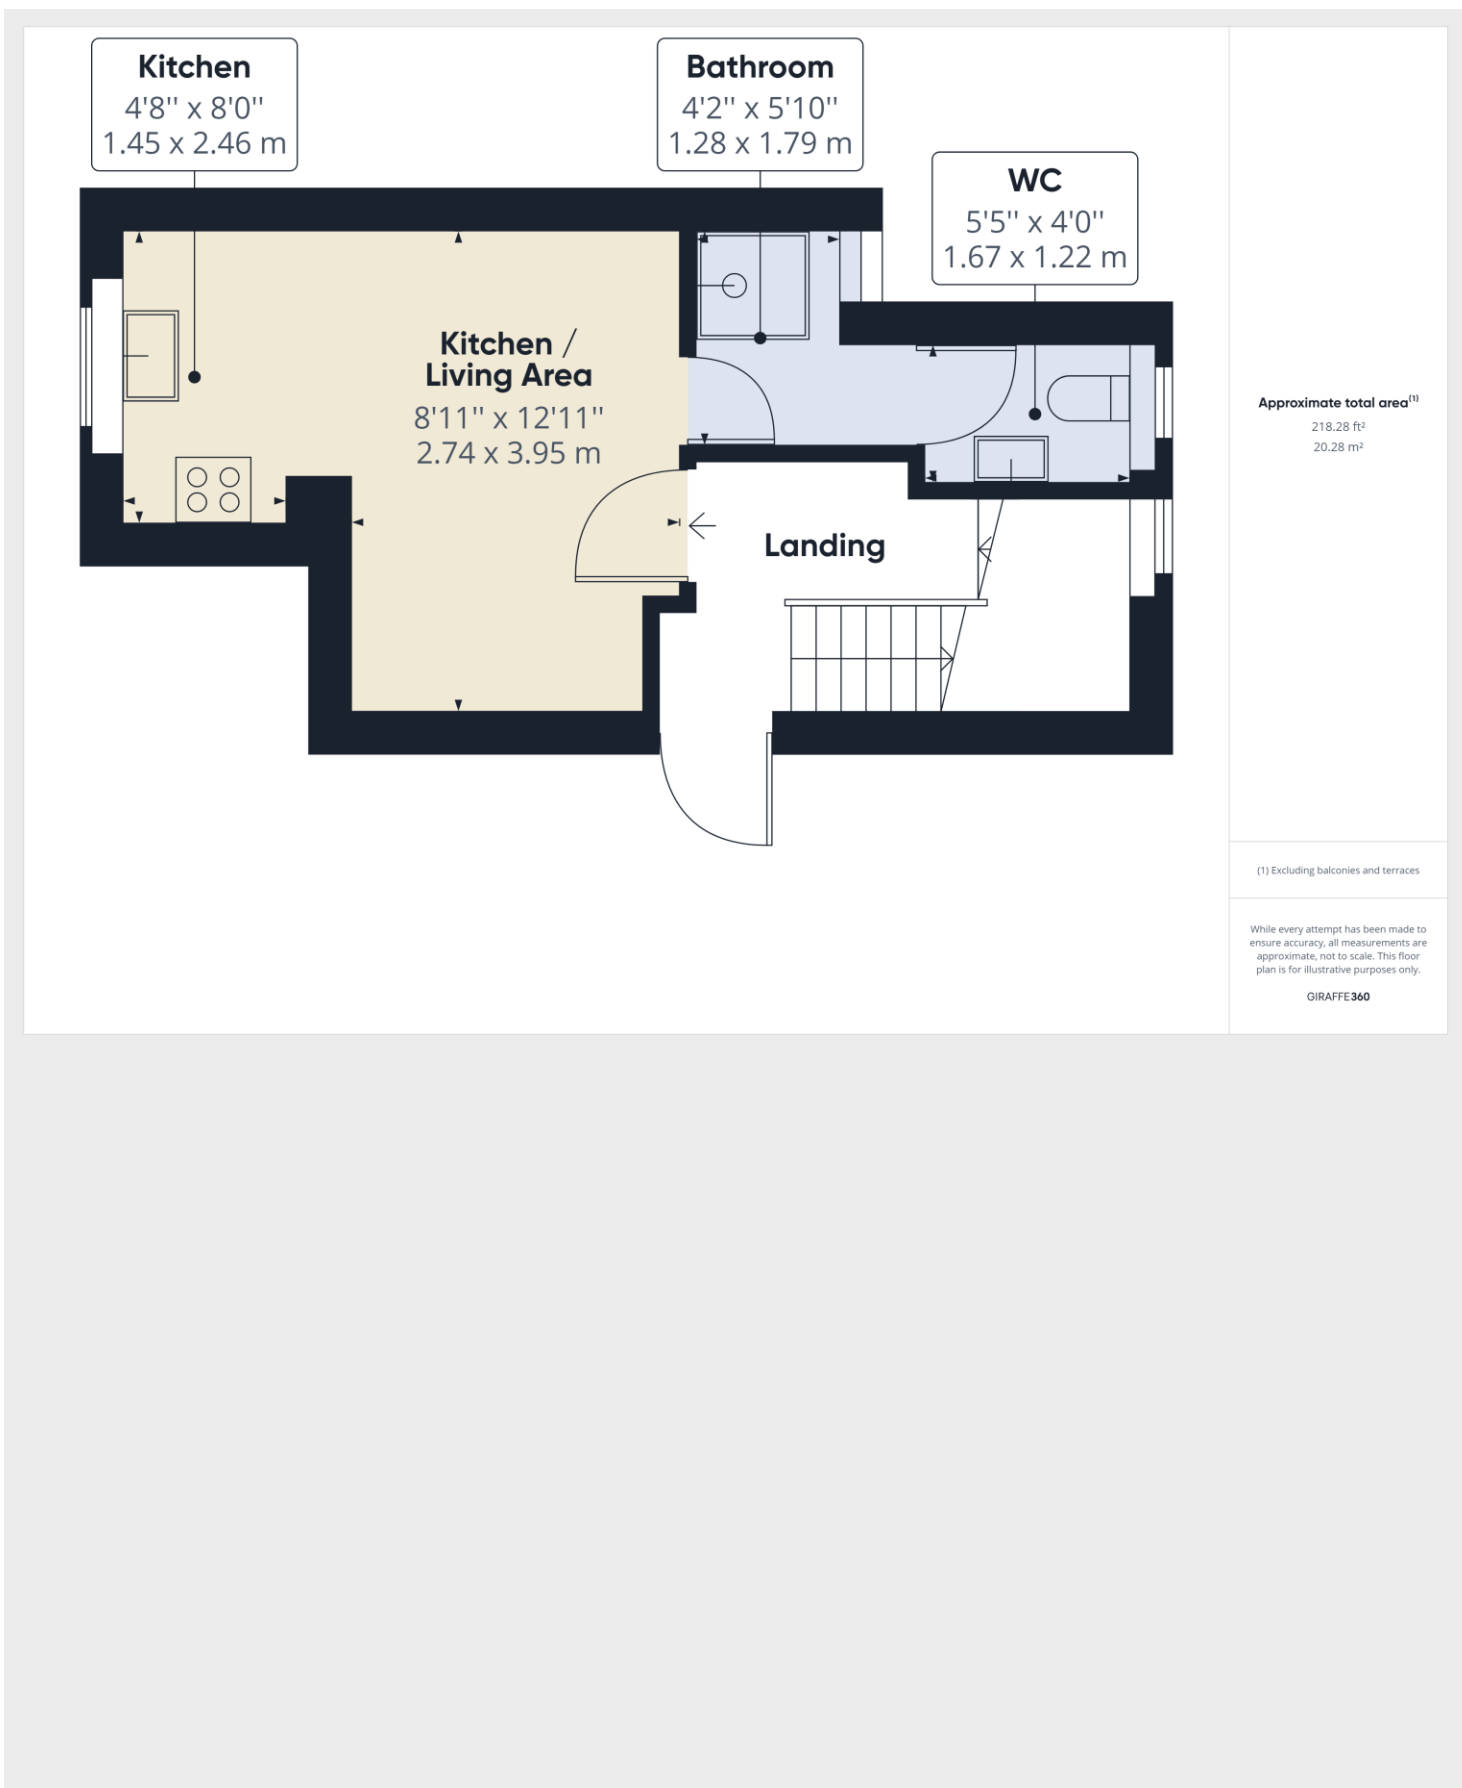 Kitchen
4'8'' x 8'0''
1.45 x 2.46 m
Bathroom
4'2'' x 5'10''
1.28 x 1.79 m
WC
5'5'' x 4'0''
1.67 x 1.22 m
Kitchen /
Living Area
8'11'' x 12'11''
2.74 x 3.95 m
Landing
Approximate total area(1)
218.28 ft²
20.28 m²
(1) Excluding balconies and terraces
While every attempt has been made to
ensure accuracy, all measurements are
approximate, not to scale. This floor
plan is for illustrative purposes only.
GIRAFFE360